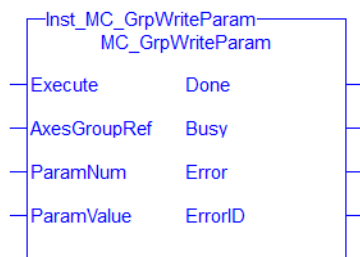 Inst_MC_GrpWriteParam
MC_GrpWriteParam
Execute Done
AxesGroupRef Busy
ParamNum Error
ParamValue ErrorID